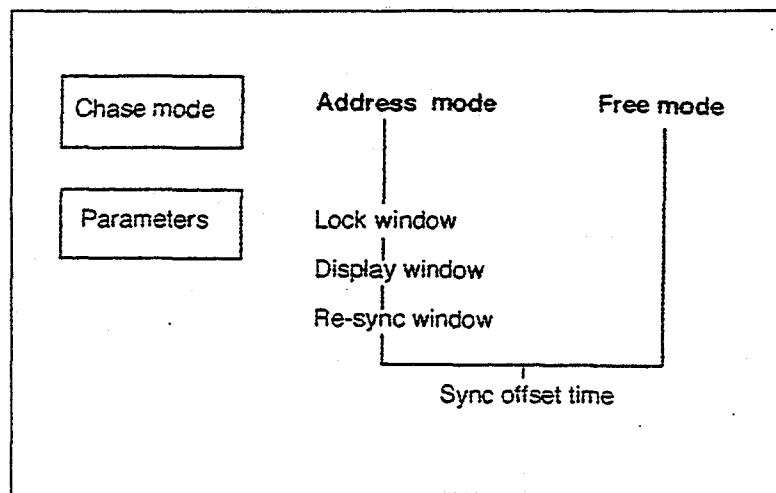 Chase mode
Address mode
Free mode
Parameters
Lock window
Display window
Re-sync window
Sync offset time